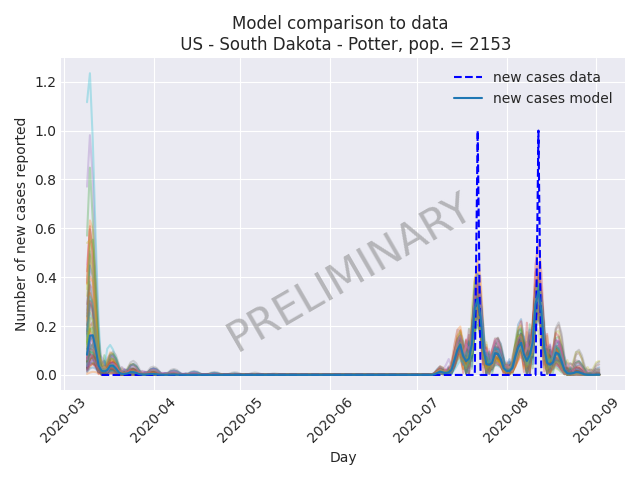 Model comparison to data
US - South Dakota - Potter, pop. = 2153
new cases data
new cases model
Number of new cases reported
1.2
1.0
0.8
0.6
0.4
0.2
0.0
PRELIMINARY
2020-03
2020-04
2020-05
2020-06
2020-07
2020-08
2020-09
Day